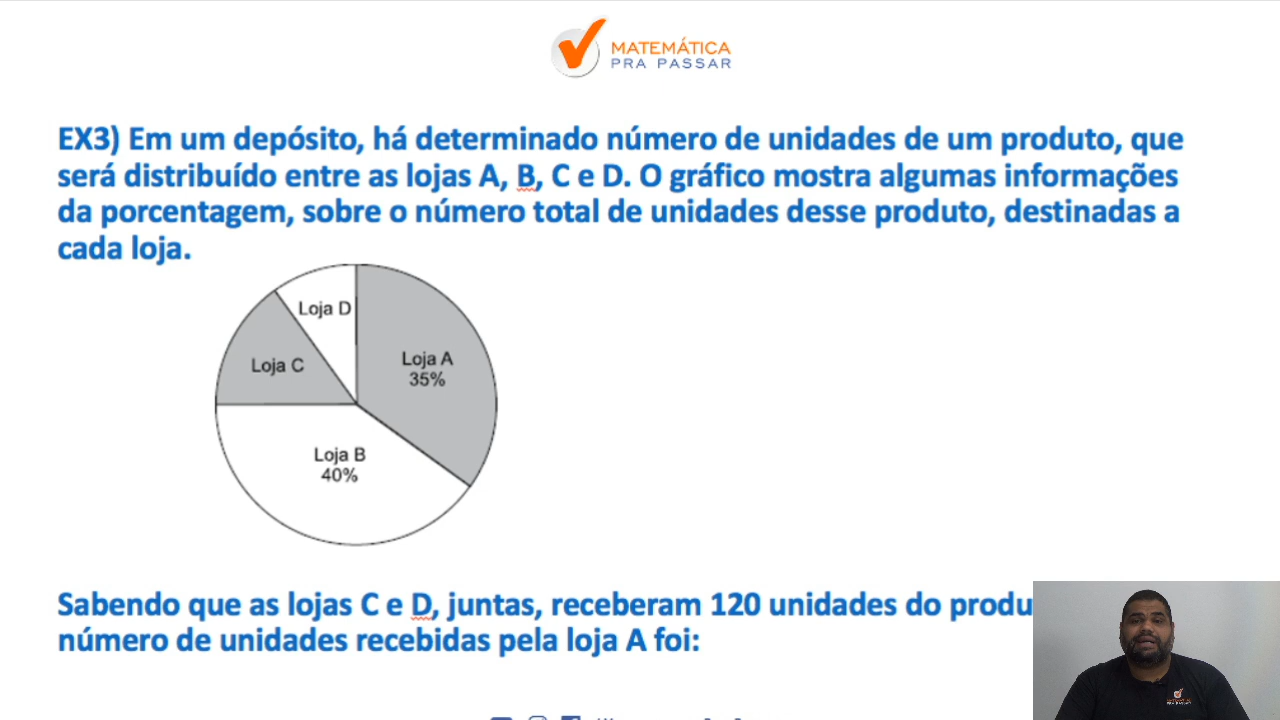 MATEMÁTICA
PRA PASSAR
EX3) Em um depósito, há determinado número de unidades de um produto, que
será distribuído entre as lojas A, B, C e D. O gráfico mostra algumas informações
da porcentagem, sobre o número total de unidades desse produto, destinadas a
cada loja.
Loja D
Loja A
35%
Loja C
Loja B
40%
Sabendo que as lojas C e D, juntas, receberam 120 unidades do
número de unidades recebidas pela loja A foi: